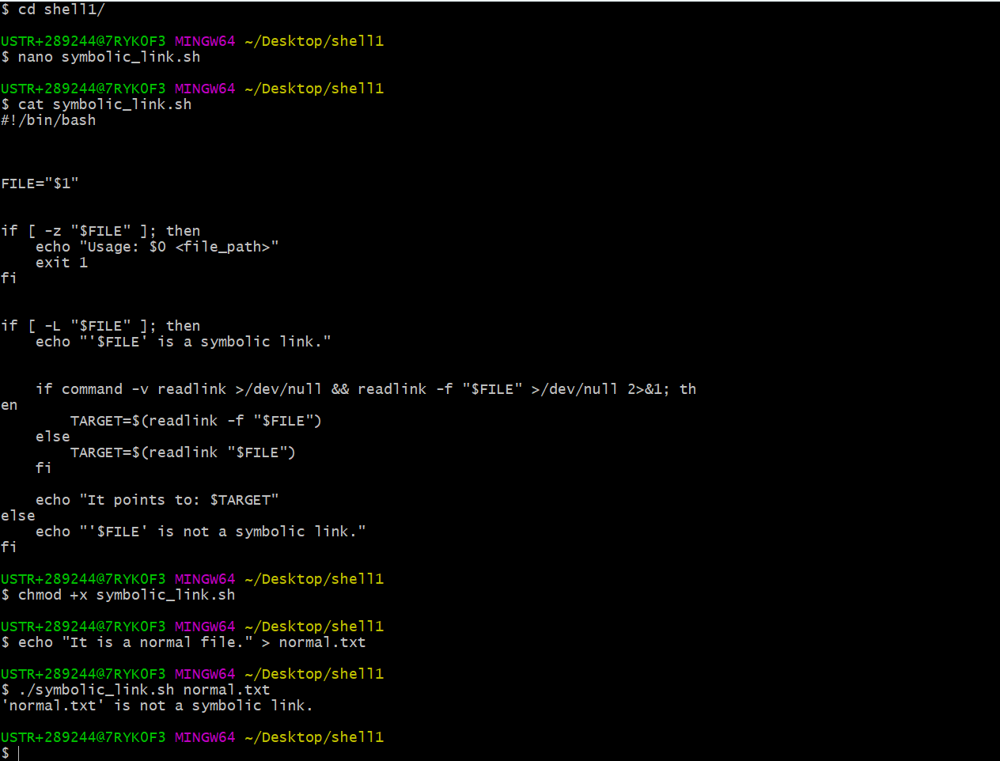 $ cd shell1/
USTR+289244@7RYK0F3 MINGW64 ~/Desktop/shell1
$ nano symbolic_link.sh
USTR+289244@7RYK0F3 MINGW64 ~/Desktop/shell1
$ cat symbolic_link.sh
#!/bin/bash
FILE="$1"
if [ -z "$FILE" ]; then
    echo "Usage: $0 <file_path>"
    exit 1
fi
if [ -L "$FILE" ]; then
    echo "'$FILE' is a symbolic link."
    if command -v readlink >/dev/null && readlink -f "$FILE" >/dev/null 2>&1; th
en
        TARGET=$(readlink -f "$FILE")
    else
        TARGET=$(readlink "$FILE")
    fi
    echo "It points to: $TARGET"
else
    echo "'$FILE' is not a symbolic link."
fi
USTR+289244@7RYK0F3 MINGW64 ~/Desktop/shell1
$ chmod +x symbolic_link.sh
USTR+289244@7RYK0F3 MINGW64 ~/Desktop/shell1
$ echo "It is a normal file." > normal.txt
USTR+289244@7RYK0F3 MINGW64 ~/Desktop/shell1
$ ./symbolic_link.sh normal.txt
'normal.txt' is not a symbolic link.
USTR+289244@7RYK0F3 MINGW64 ~/Desktop/shell1
$